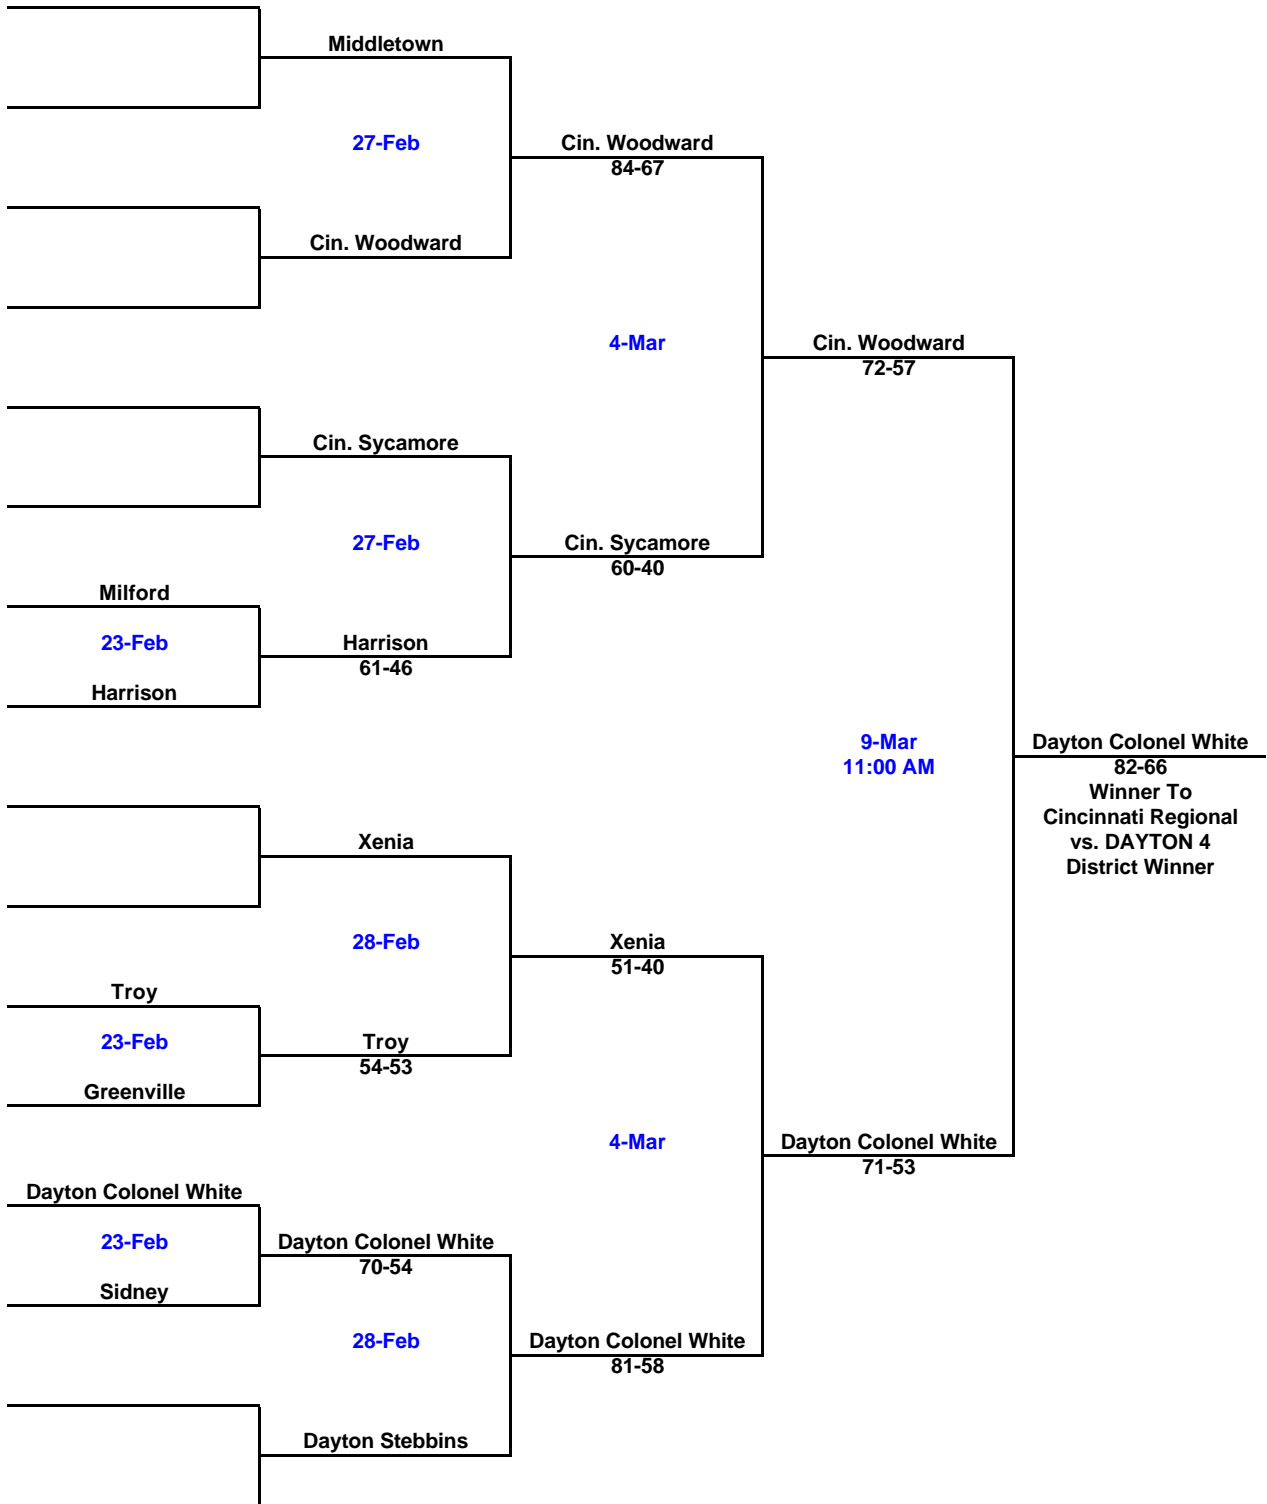 Middletown
27-Feb
Cin. Woodward
84-67
Cin. Woodward
4-Mar
Cin. Woodward
72-57
Cin. Sycamore
27-Feb
Cin. Sycamore
60-40
Milford
23-Feb
Harrison
61-46
Harrison
9-Mar
11:00 AM
Dayton Colonel White
82-66
Winner To
Cincinnati Regional
vs. DAYTON 4
District Winner
Xenia
28-Feb
Xenia
51-40
Troy
23-Feb
Troy
54-53
Greenville
4-Mar
Dayton Colonel White
71-53
Dayton Colonel White
23-Feb
Dayton Colonel White
70-54
Sidney
28-Feb
Dayton Colonel White
81-58
Dayton Stebbins